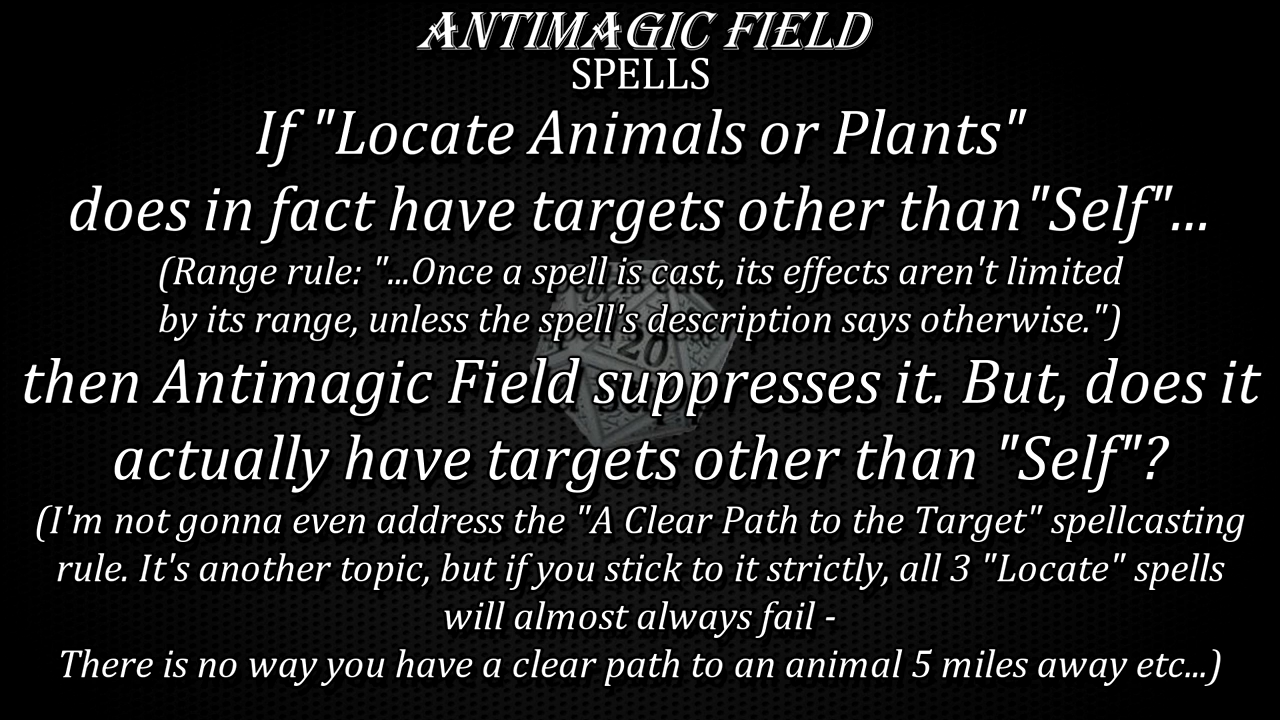 ANTIMAGIC FIELD
SPELLS
If "Locate Animals or Plants"
does in fact have targets other than"Self"...
(Range rule: "...Once a spell is cast, its effects aren't limited
by its range, unless the spell's description says otherwise.")
20
then Antimagic Field suppresses it. But, does it
actually have targets other than "Self"?
(I'm not gonna even address the "A Clear Path to the Target" spellcasting
rule. It's another topic, but if you stick to it strictly, all 3 "Locate" spells
will almost always fail -
There is no way you have a clear path to an animal 5 miles away etc...)